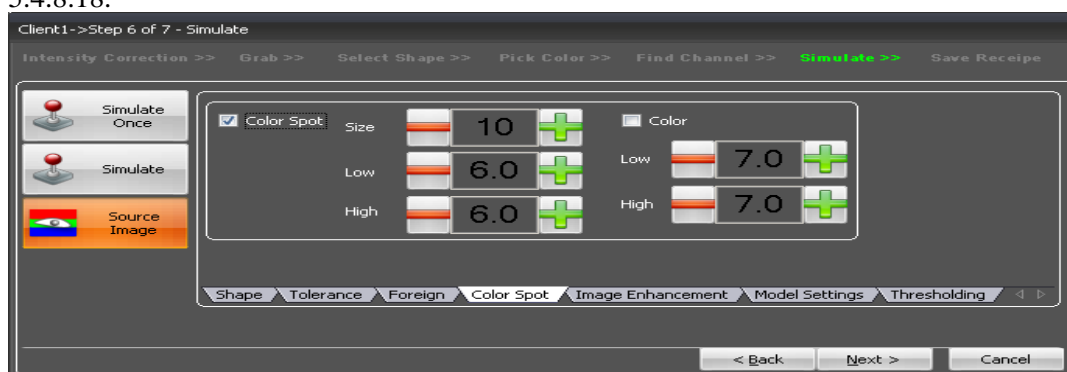 5.4.8.18.
Client1->Step 6 of 7 - Simulate
Intensity Correction >> Grab >> Select Shape >> Pick Color >> Find Channel >> Simulate >> Save Receipe
Simulate Once
Simulate
Source Image
Color Spot
Size 10
Low 6.0
High 6.0
Color
Low 7.0
High 7.0
Shape Tolerance Foreign Color Spot Image Enhancement Model Settings Thresholding
< Back Next > Cancel